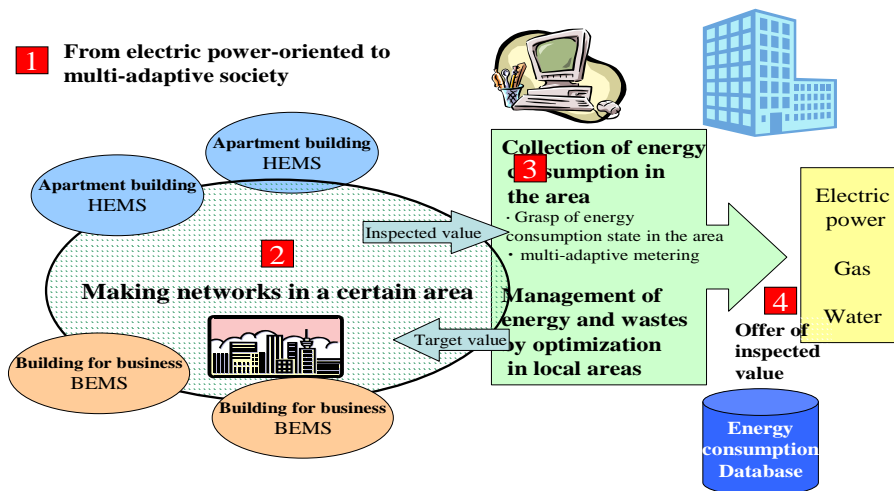 1
From electric power-oriented to
multi-adaptive society
Apartment building
HEMS
Apartment building
HEMS
2
Making networks in a certain area
Building for business
BEMS
Building for business
BEMS
Inspected value
Target value
3
Collection of energy
consumption in
the area
· Grasp of energy
consumption state in the area
· multi-adaptive metering
Management of
energy and wastes
by optimization
in local areas
Electric
power
Gas
Water
4
Offer of
inspected
value
Energy
consumption
Database